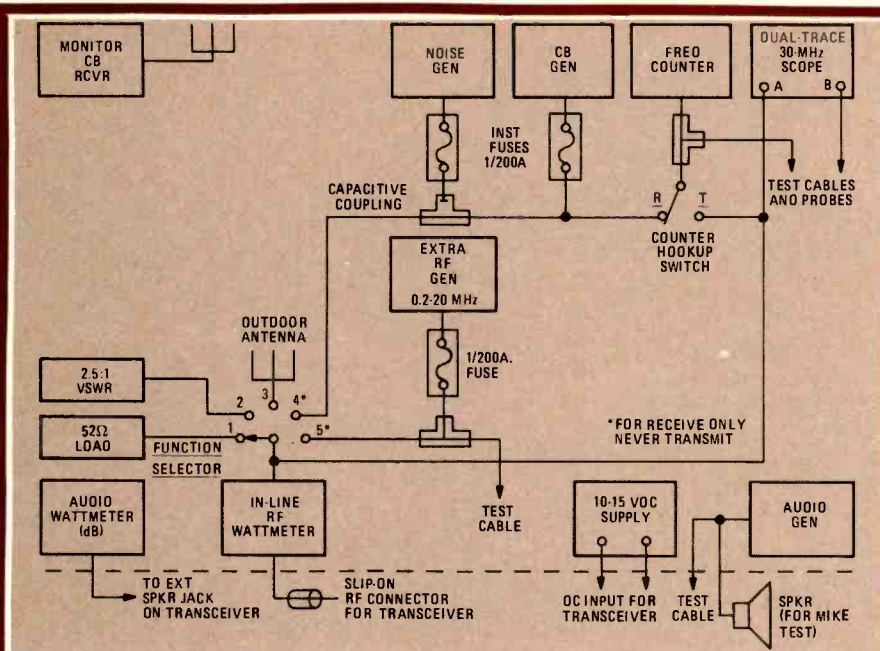 MONITOR
CB
RCVR
NOISE
GEN
CB
GEN
FREQ
COUNTER
DUAL-TRACE
30-MHz
SCOPE
A
B
INST
FUSES
1/200A
TEST CABLES
AND PROBES
CAPACITIVE
COUPLING
R
T
COUNTER
HOOKUP
SWITCH
EXTRA
RF
GEN
0.2-20 MHz
OUTDOOR
ANTENNA
1/200A.
FUSE
2.5:1
VSWR
2
3
4*
52Ω
LOAD
1
5*
FUNCTION
SELECTOR
*FOR RECEIVE ONLY
NEVER TRANSMIT
AUDIO
WATTMETER
(dB)
IN-LINE
RF
WATTMETER
TEST
CABLE
10-15 VDC
SUPPLY
AUDIO
GEN
TO EXT
SPKR JACK
ON TRANSCEIVER
SLIP-ON
RF CONNECTOR
FOR TRANSCEIVER
DC INPUT FOR
TRANSCEIVER
TEST
CABLE
SPKR
(FOR MIKE
TEST)